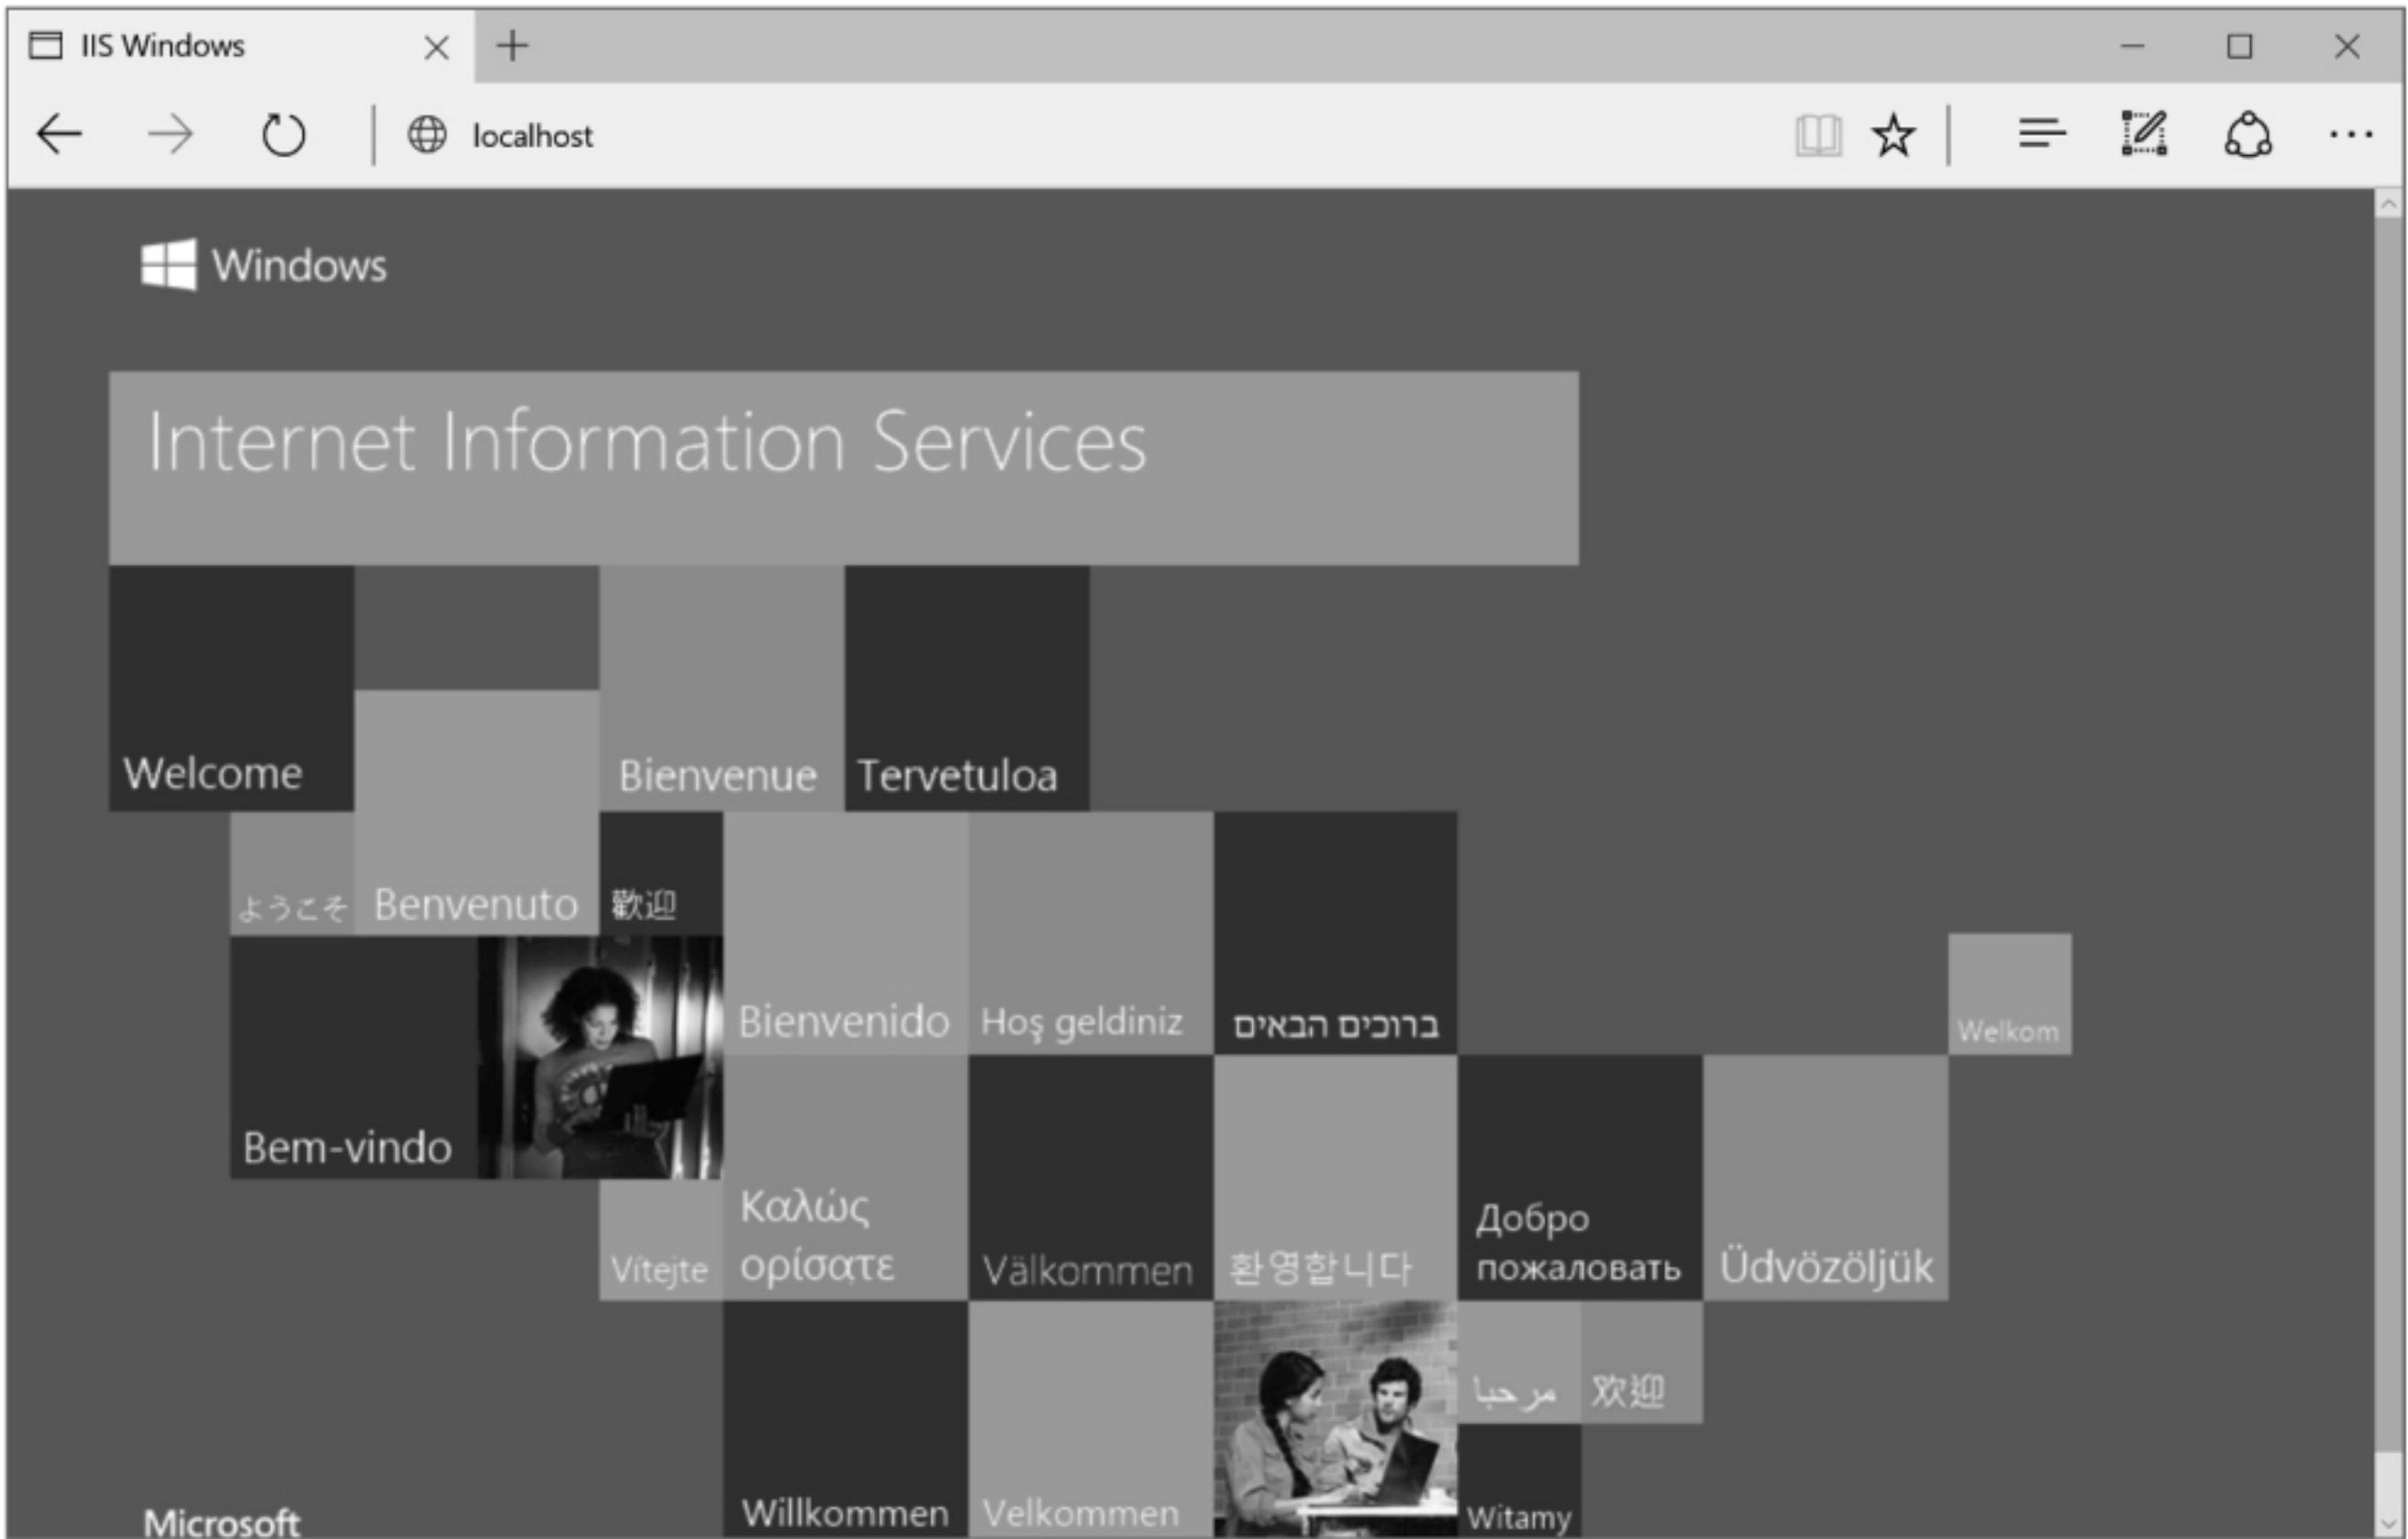 IIS Windows
localhost
Windows
Internet Information Services
Welcome
Bienvenue
Tervetuloa
ようこそ
Benvenuto
歡迎
Bienvenido
Hoş geldiniz
ברוכים הבאים
Welkom
Bem-vindo
Vítejte
Καλώς
ορίσατε
Välkommen
환영합니다
Добро
пожаловать
Üdvözöljük
مرحبا
欢迎
Willkommen
Velkommen
Witamy
Microsoft